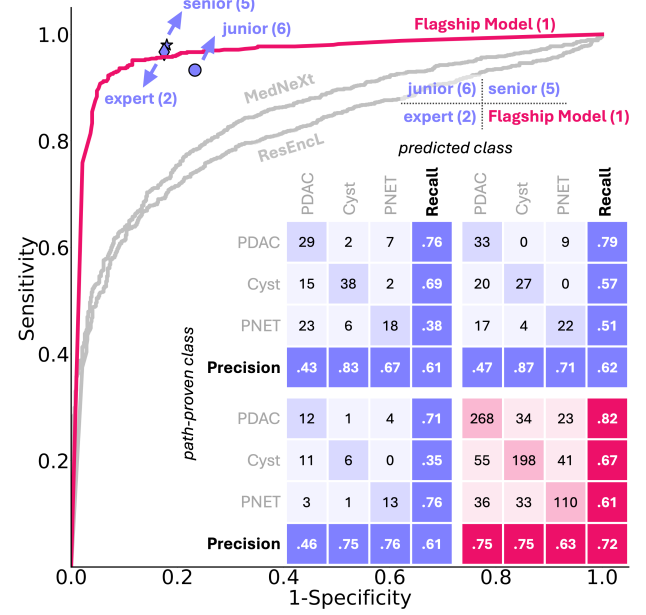 senior (5)
1.0
junior (6)
Flagship Model (1)
expert (2)
MedNeXt
junior (6) senior (5)
expert (2) Flagship Model (1)
0.8
ResEncL
predicted class
PDAC Cyst PNET Recall PDAC Cyst PNET Recall
PDAC 29 2 7 .76 33 0 9 .79
0.6
Cyst 15 38 2 .69 20 27 0 .57
Sensitivity
PNET 23 6 18 .38 17 4 22 .51
0.4
Precision .43 .83 .67 .61 .47 .87 .71 .62
path-proven class
PDAC 12 1 4 .71 268 34 23 .82
0.2
Cyst 11 6 0 .35 55 198 41 .67
PNET 3 1 13 .76 36 33 110 .61
Precision .46 .75 .76 .61 .75 .75 .63 .72
0.0 0.2 0.4 0.6 0.8 1.0
1-Specificity